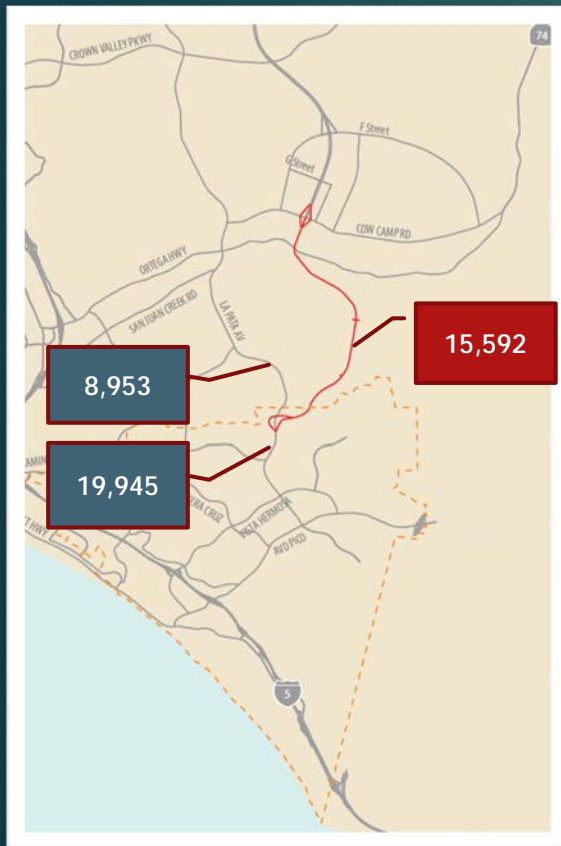 74
CROWN VALLEY PKWY
F Street
G Street
COW CAMP RD
ORTEGA HWY
SAN JUAN CREEK RD
LA PATA AV
15,592
8,953
19,945
VISTA HERMOSA
AVD PICO
HWY
5